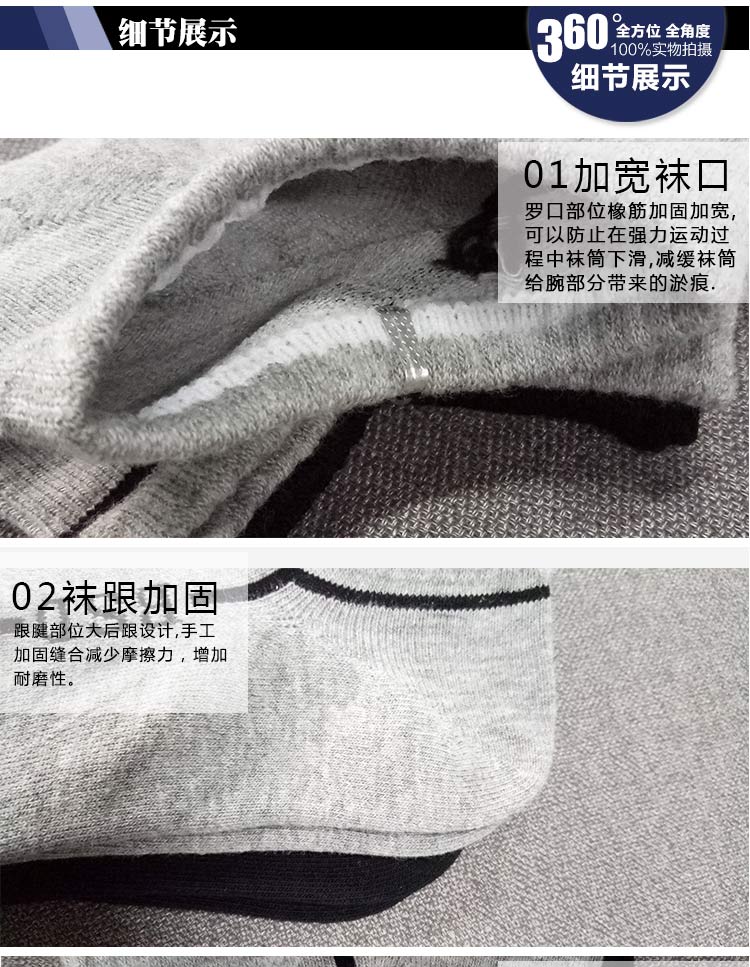 细节展示
360°全方位 全角度
100%实物拍摄
细节展示
01加宽袜口
罗口部位橡筋加固加宽,
可以防止在强力运动过
程中袜筒下滑,减缓袜筒
给腕部分带来的淤痕.
02袜跟加固
跟腱部位大后跟设计,手工
加固缝合减少摩擦力，增加
耐磨性。